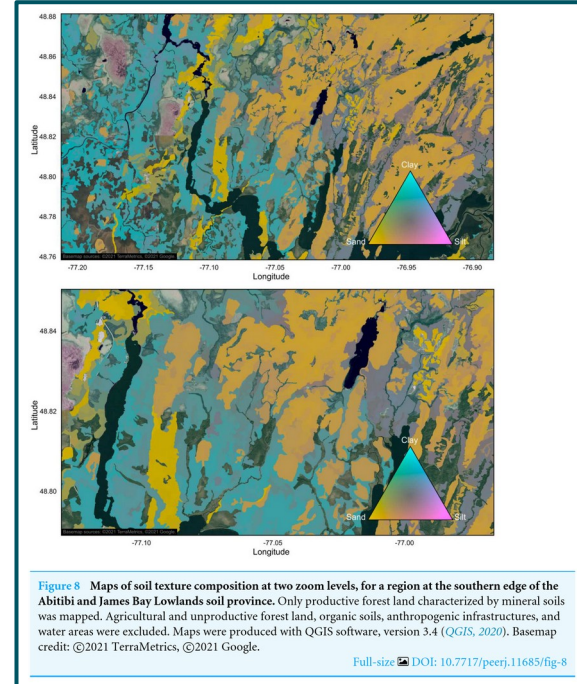 48.88
48.86
48.84
48.82
48.80
48.78
48.76
Latitude
Clay
Sand
Silt
Basemap sources: ©2021 TerraMetrics, ©2021 Google
-77.20
-77.15
-77.10
-77.05
-77.00
-76.95
-76.90
Longitude
48.84
48.82
48.80
Latitude
Clay
Sand
Silt
Basemap sources: ©2021 TerraMetrics, ©2021 Google
-77.10
-77.05
-77.00
Longitude
Figure 8 Maps of soil texture composition at two zoom levels, for a region at the southern edge of the
Abitibi and James Bay Lowlands soil province. Only productive forest land characterized by mineral soils
was mapped. Agricultural and unproductive forest land, organic soils, anthropogenic infrastructures, and
water areas were excluded. Maps were produced with QGIS software, version 3.4 (QGIS, 2020). Basemap
credit: ©2021 TerraMetrics, ©2021 Google.
Full-size DOI: 10.7717/peerj.11685/fig-8